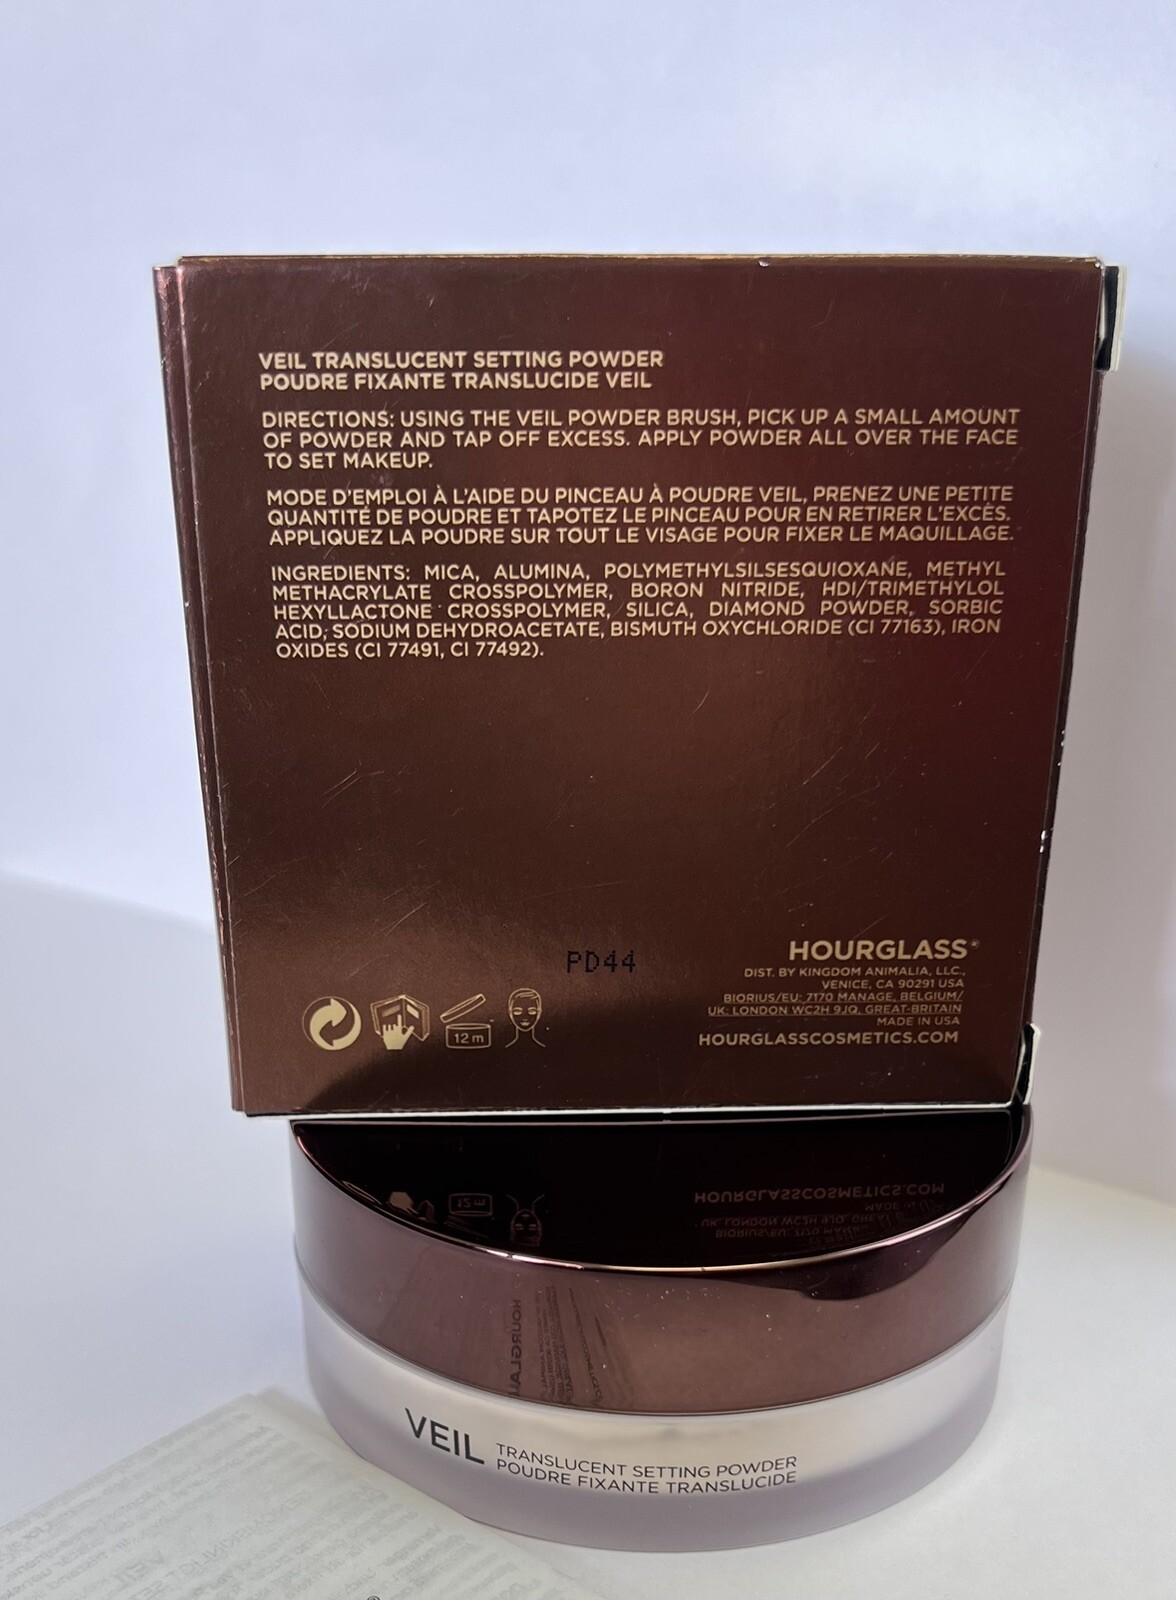 VEIL TRANSLUCENT SETTING POWDER
POUDRE FIXANTE TRANSLUCIDE VEIL
DIRECTIONS: USING THE VEIL POWDER BRUSH, PICK UP A SMALL AMOUNT
OF POWDER AND TAP OFF EXCESS. APPLY POWDER ALL OVER THE FACE
TO SET MAKEUP.
MODE D'EMPLOI À L'AIDE DU PINCEAU À POUDRE VEIL, PRENEZ UNE PETITE
QUANTITÉ DE POUDRE ET TAPOTEZ LE PINCEAU POUR EN RETIRER L'EXCÈS.
APPLIQUEZ LA POUDRE SUR TOUT LE VISAGE POUR FIXER LE MAQUILLAGE.
INGREDIENTS: MICA, ALUMINA, POLYMETHYLSILSESQUIOXANE, METHYL
METHACRYLATE CROSSPOLYMER, BORON NITRIDE, HDI/TRIMETHYLOL
HEXYLLACTONE CROSSPOLYMER, SILICA, DIAMOND POWDER, SORBIC
ACID, SODIUM DEHYDROACETATE, BISMUTH OXYCHLORIDE (CI 77163), IRON
OXIDES (CI 77491, CI 77492).
PD44
12 m
HOURGLASS®
DIST. BY KINGDOM ANIMALIA, LLC.,
VENICE, CA 90291 USA
BIORIUS/EU: 7170 MANAGE, BELGIUM/
UK: LONDON WC2H 9JQ, GREAT-BRITAIN
MADE IN USA
HOURGLASSCOSMETICS.COM
VEIL TRANSLUCENT SETTING POWDER
POUDRE FIXANTE TRANSLUCIDE